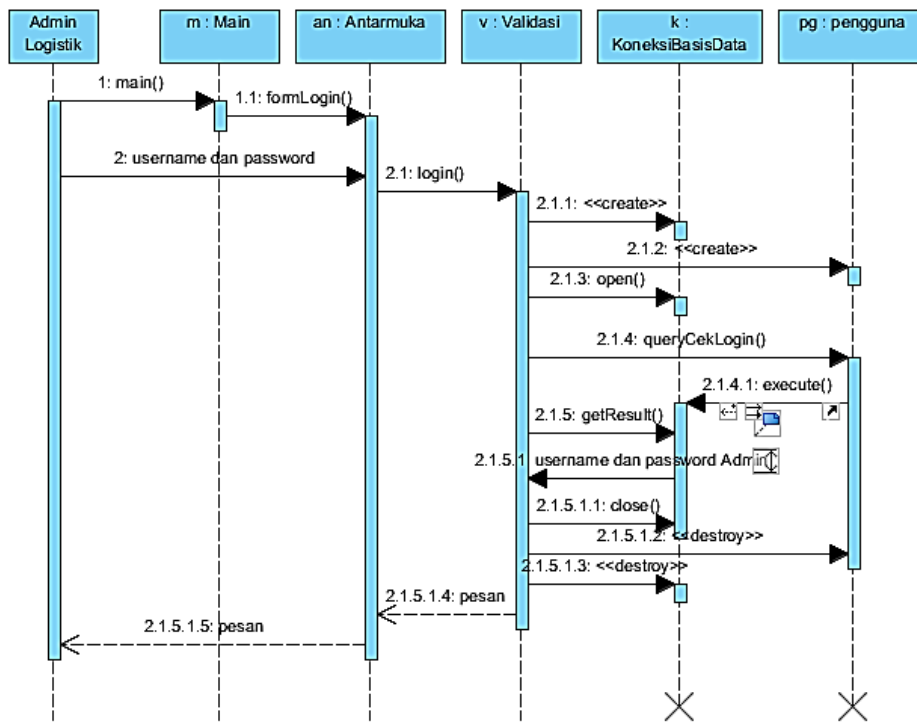 Admin
Logistik
m : Main
an : Antarmuka
v : Validasi
k :
KoneksiBasisData
pg : pengguna
1: main()
1.1: formLogin()
2: username dan password
2.1: login()
2.1.1: <<create>>
2.1.2: <<create>>
2.1.3: open()
2.1.4: queryCekLogin()
2.1.4.1: execute()
2.1.5: getResult()
2.1.5.1 username dan password Admin
2.1.5.1.1: close()
2.1.5.1.2: <<destroy>>
2.1.5.1.3: <<destroy>>
2.1.5.1.4: pesan
2.1.5.1.5: pesan